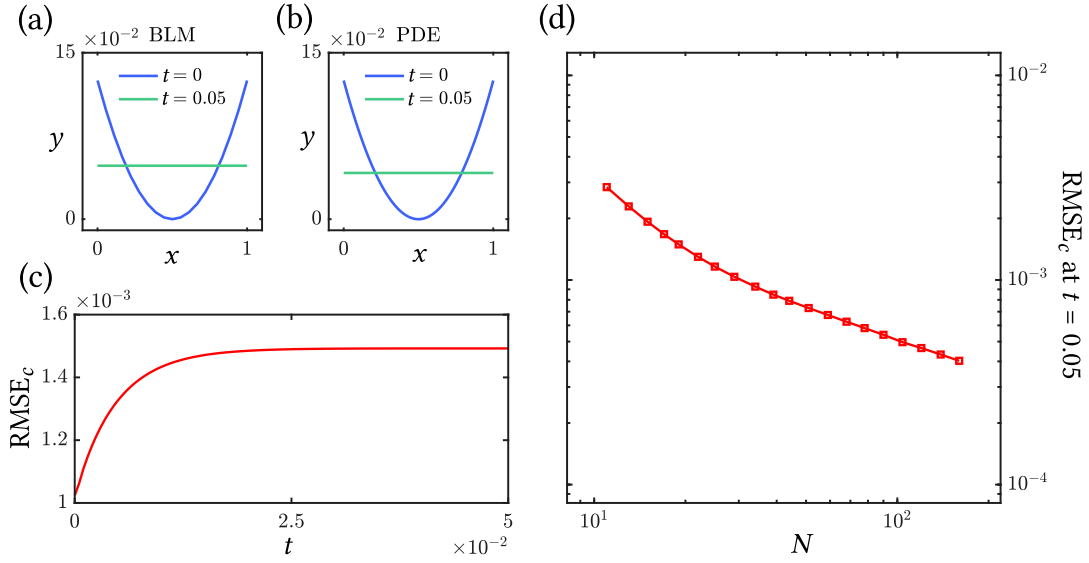 (a)
×10⁻² BLM
15
t = 0
t = 0.05
y
0
0
1
x
(b)
×10⁻² PDE
15
t = 0
t = 0.05
y
0
0
1
x
(c)
×10⁻³
1.6
1.4
1.2
1
RMSE_c
0
2.5
5
t
×10⁻²
(d)
10⁻²
10⁻³
10⁻⁴
RMSE_c at t = 0.05
10¹
10²
N